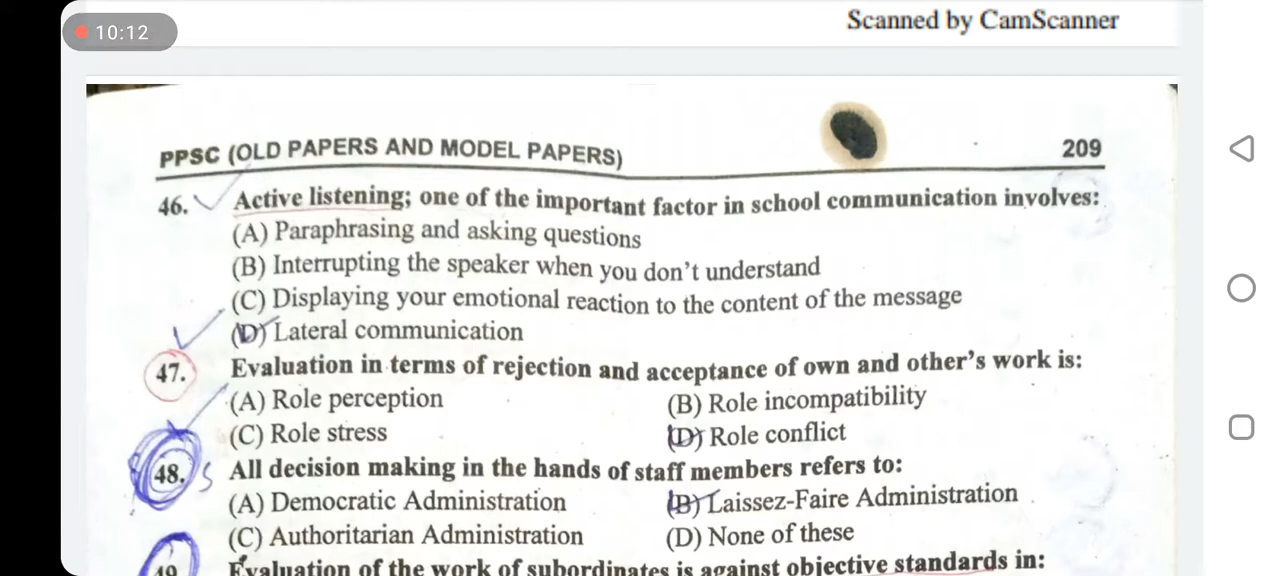 10:12
Scanned by CamScanner
PPSC (OLD PAPERS AND MODEL PAPERS) 209
46. Active listening; one of the important factor in school communication involves:
(A) Paraphrasing and asking questions
(B) Interrupting the speaker when you don't understand
(C) Displaying your emotional reaction to the content of the message
(D) Lateral communication
47. Evaluation in terms of rejection and acceptance of own and other's work is:
(A) Role perception (B) Role incompatibility
(C) Role stress (D) Role conflict
48. All decision making in the hands of staff members refers to:
(A) Democratic Administration (B) Laissez-Faire Administration
(C) Authoritarian Administration (D) None of these
49 Evaluation of the work of subordinates is against objective standards in: